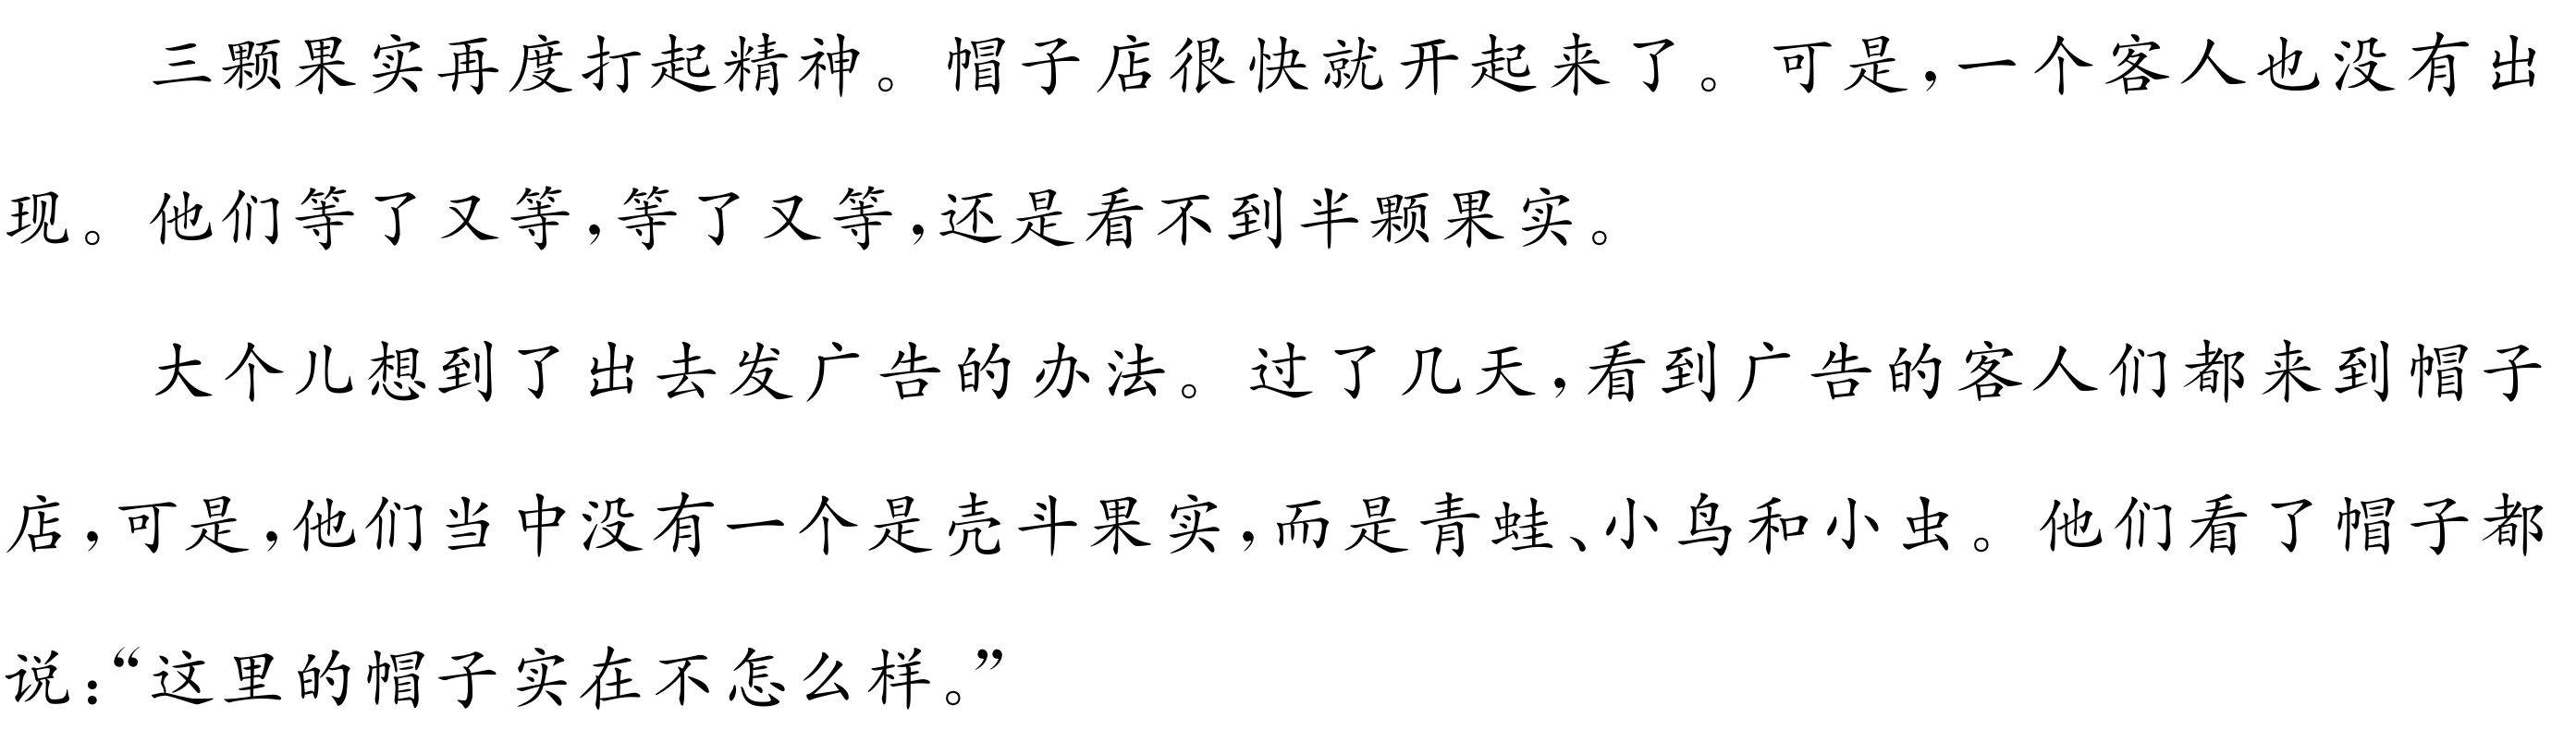 三颗果实再度打起精神。帽子店很快就开起来了。可是,一个客人也没有出
现。他们等了又等,等了又等,还是看不到半颗果实。
大个儿想到了出去发广告的办法。过了几天,看到广告的客人们都来到帽子
店,可是,他们当中没有一个是壳斗果实,而是青蛙、小鸟和小虫。他们看了帽子都
说:“这里的帽子实在不怎么样。”